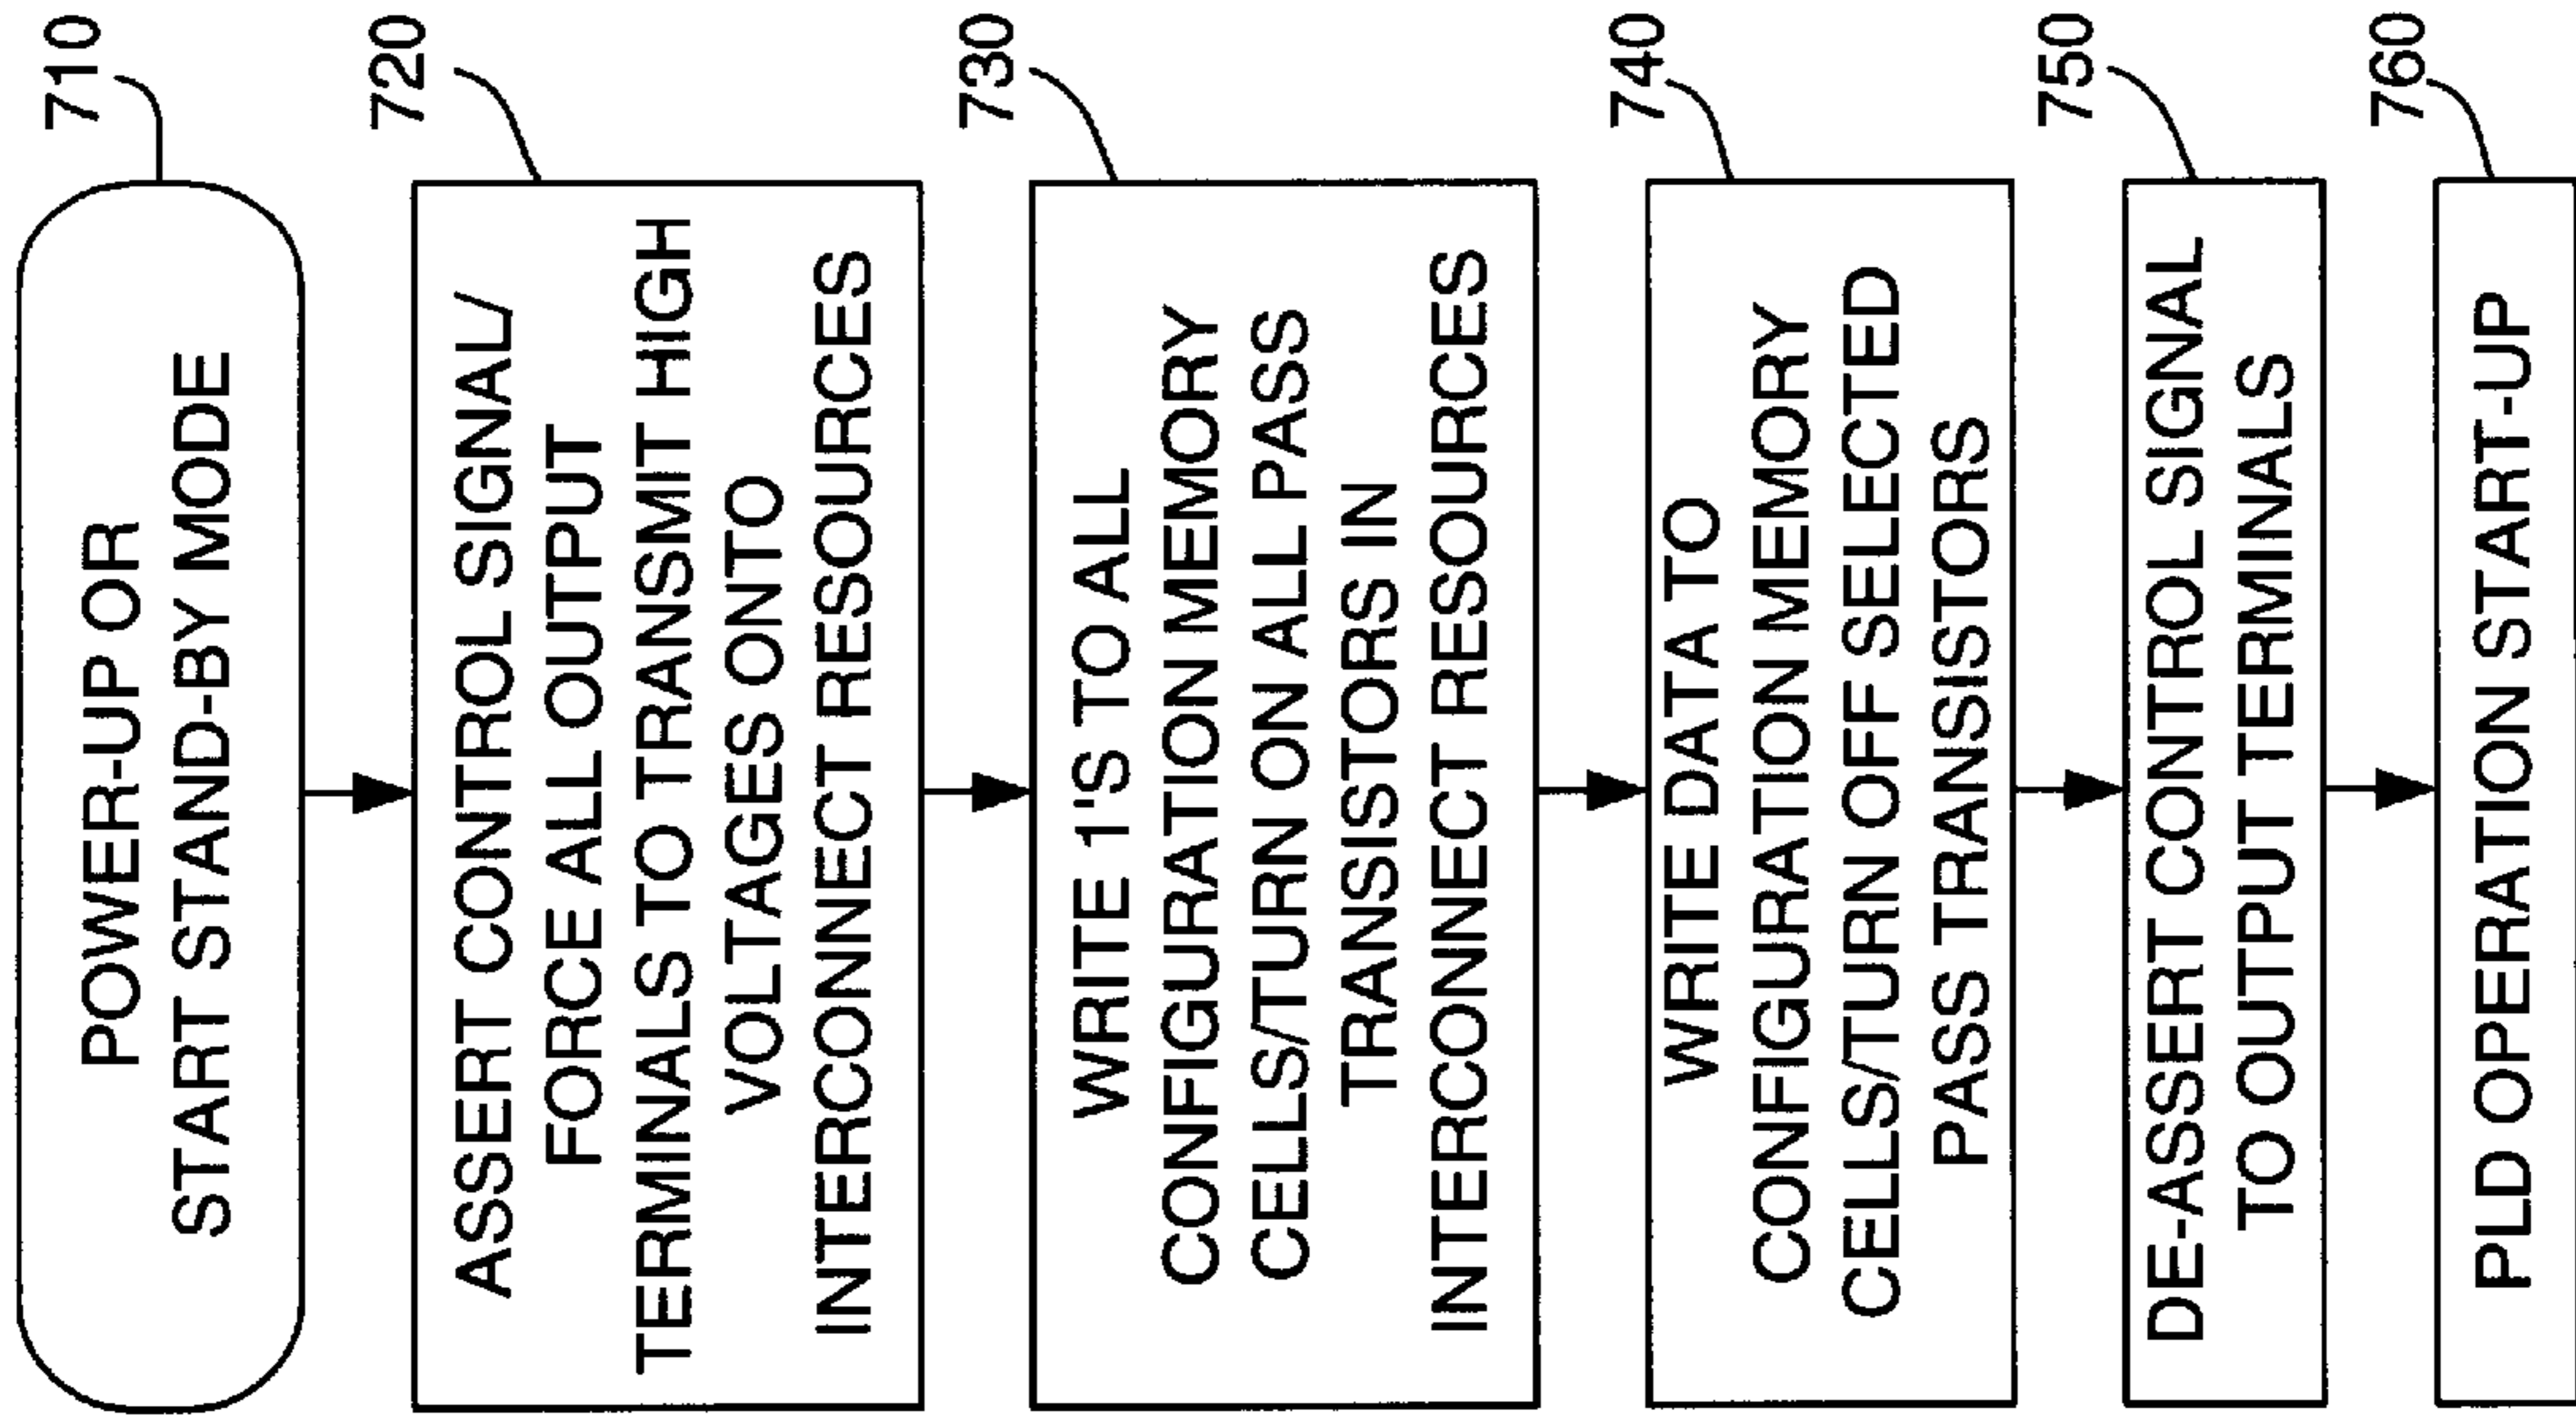 710
POWER-UP OR
START STAND-BY MODE
720
ASSERT CONTROL SIGNAL/
FORCE ALL OUTPUT
TERMINALS TO TRANSMIT HIGH
VOLTAGES ONTO
INTERCONNECT RESOURCES
730
WRITE 1'S TO ALL
CONFIGURATION MEMORY
CELLS/TURN ON ALL PASS
TRANSISTORS IN
INTERCONNECT RESOURCES
740
WRITE DATA TO
CONFIGURATION MEMORY
CELLS/TURN OFF SELECTED
PASS TRANSISTORS
750
DE-ASSERT CONTROL SIGNAL
TO OUTPUT TERMINALS
760
PLD OPERATION START-UP